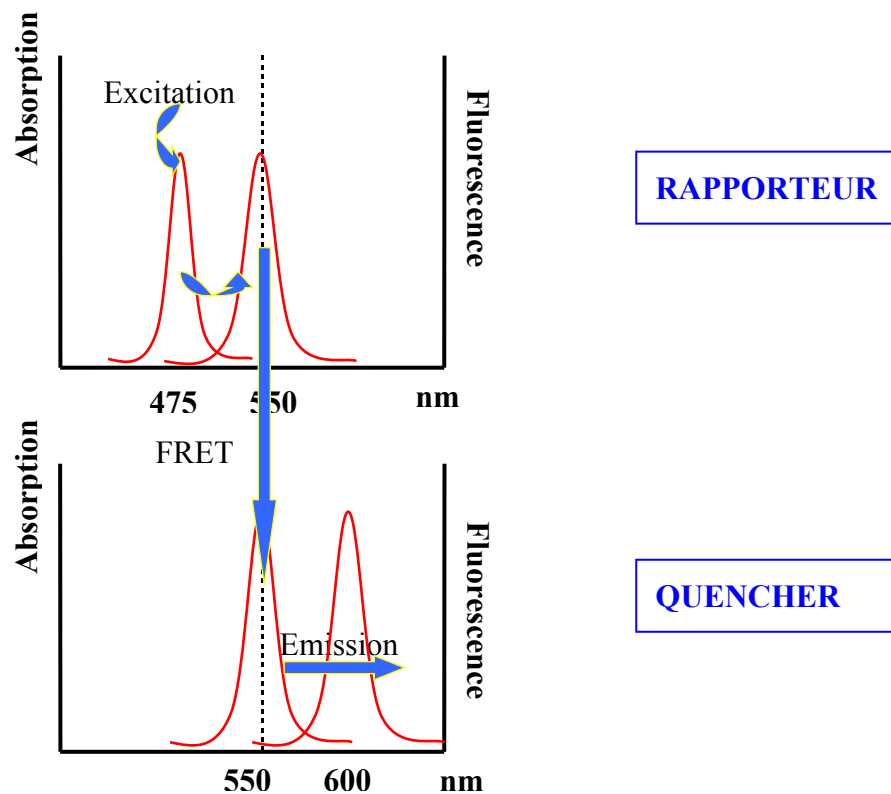 Absorption
Excitation
Fluorescence
RAPPORTEUR
475 550 nm
FRET
Absorption
Fluorescence
QUENCHER
Emission
550 600 nm